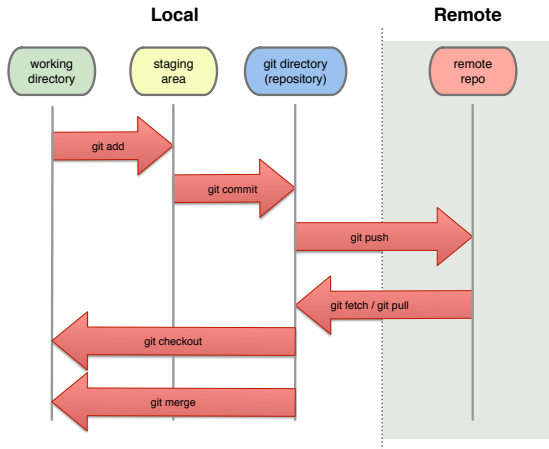 Local
Remote
working
directory
staging
area
git directory
(repository)
remote
repo
git add
git commit
git push
git fetch / git pull
git checkout
git merge